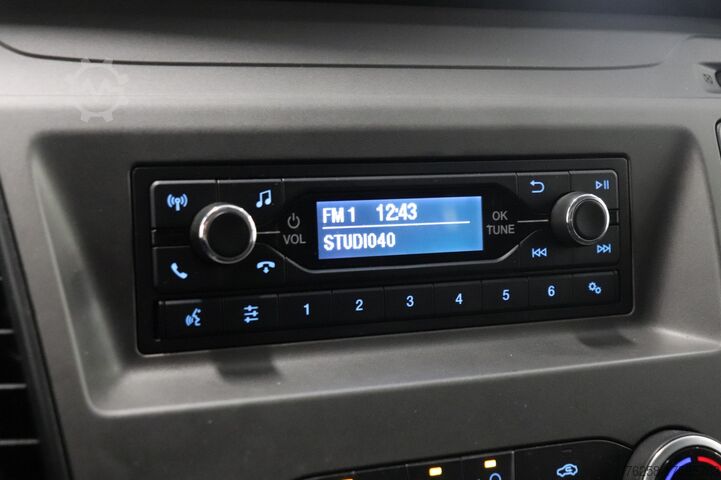 FM 1 12:43
STUDIO40
VOL
OK
TUNE
1 2 3 4 5 6